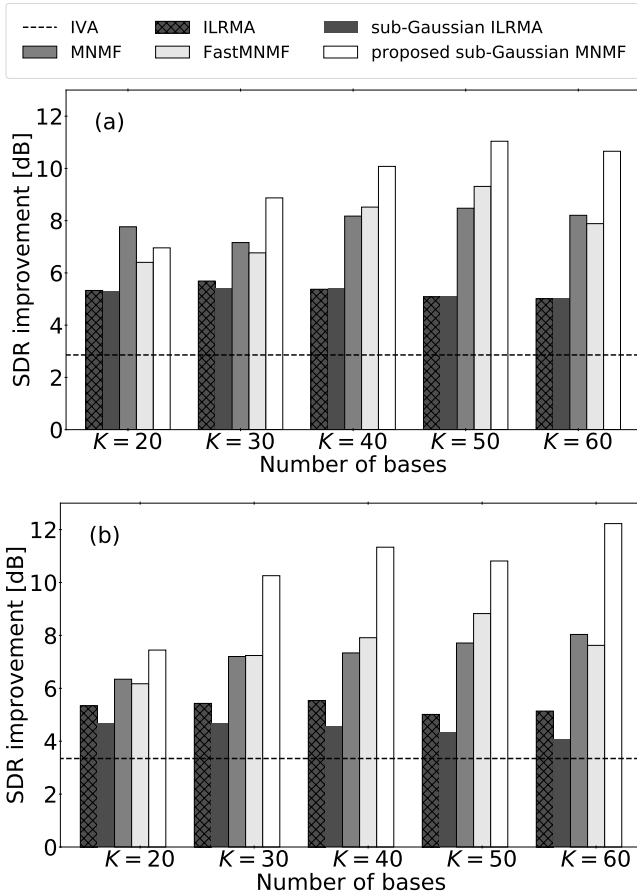 IVA ILRMA sub-Gaussian ILRMA
MNMF FastMNMF proposed sub-Gaussian MNMF
(a)
SDR improvement [dB]
12
10
8
6
4
2
0
K = 20 K = 30 K = 40 K = 50 K = 60
Number of bases
(b)
SDR improvement [dB]
12
10
8
6
4
2
0
K = 20 K = 30 K = 40 K = 50 K = 60
Number of bases